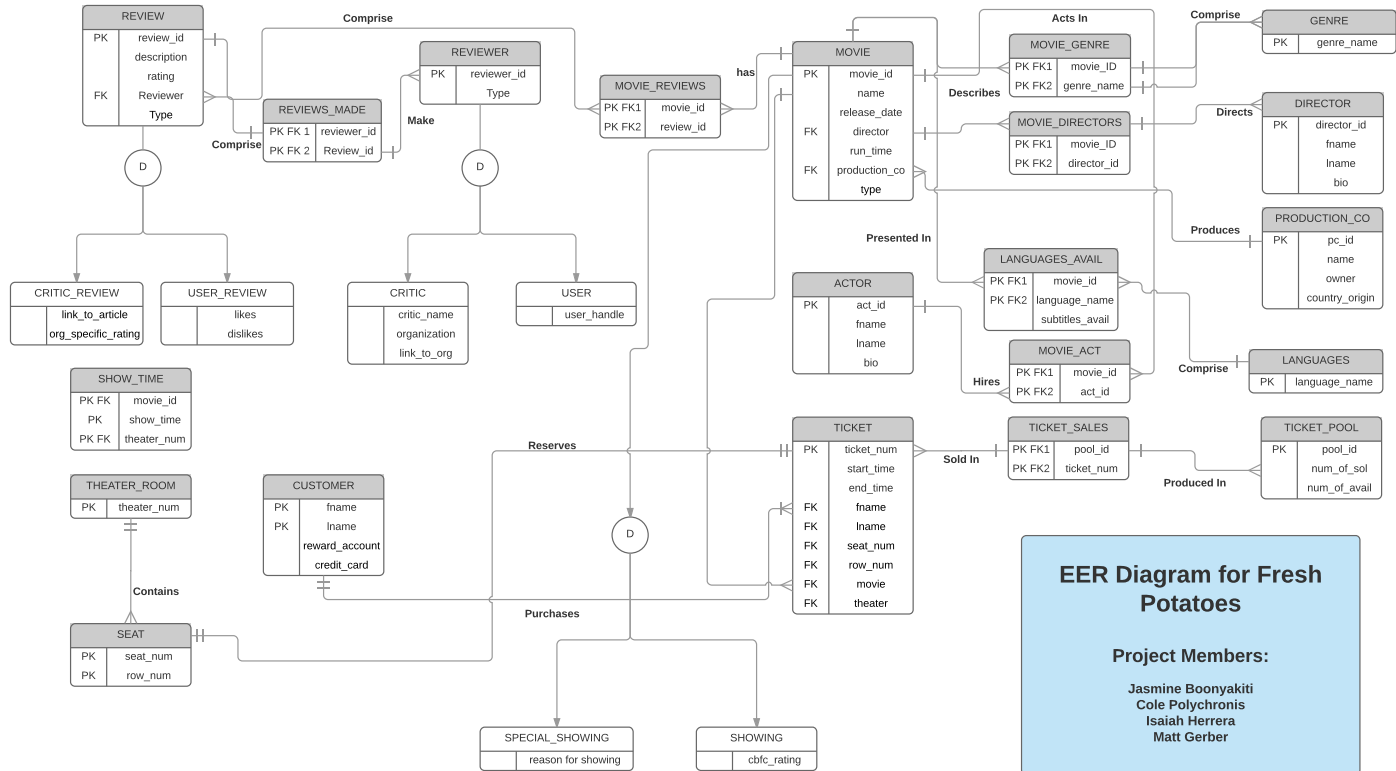 REVIEW
PK review_id
description
rating
FK Reviewer
Type
Comprise
REVIEWS_MADE
PK FK 1 reviewer_id
PK FK 2 Review_id
Comprise
Make
REVIEWER
PK reviewer_id
Type
MOVIE_REVIEWS
PK FK1 movie_id
PK FK2 review_id
has
MOVIE
PK movie_id
name
release_date
FK director
run_time
FK production_co
type
Acts In
Describes
MOVIE_GENRE
PK FK1 movie_ID
PK FK2 genre_name
Comprise
GENRE
PK genre_name
MOVIE_DIRECTORS
PK FK1 movie_ID
PK FK2 director_id
Directs
DIRECTOR
PK director_id
fname
lname
bio
D
D
Presented In
Produces
PRODUCTION_CO
PK pc_id
name
owner
country_origin
CRITIC_REVIEW
link_to_article
org_specific_rating
USER_REVIEW
likes
dislikes
CRITIC
critic_name
organization
link_to_org
USER
user_handle
ACTOR
PK act_id
fname
lname
bio
LANGUAGES_AVAIL
PK FK1 movie_id
PK FK2 language_name
subtitles_avail
MOVIE_ACT
PK FK1 movie_id
PK FK2 act_id
Hires
Comprise
LANGUAGES
PK language_name
SHOW_TIME
PK FK movie_id
PK show_time
PK FK theater_num
Reserves
TICKET
PK ticket_num
start_time
end_time
FK fname
FK lname
FK seat_num
FK row_num
FK movie
FK theater
Sold In
TICKET_SALES
PK FK1 pool_id
PK FK2 ticket_num
Produced In
TICKET_POOL
PK pool_id
num_of_sol
num_of_avail
THEATER_ROOM
PK theater_num
CUSTOMER
PK fname
PK lname
reward_account
credit_card
D
Contains
Purchases
SEAT
PK seat_num
PK row_num
SPECIAL_SHOWING
reason for showing
SHOWING
cbfc_rating
EER Diagram for Fresh
Potatoes
Project Members:
Jasmine Boonyakiti
Cole Polychronis
Isaiah Herrera
Matt Gerber